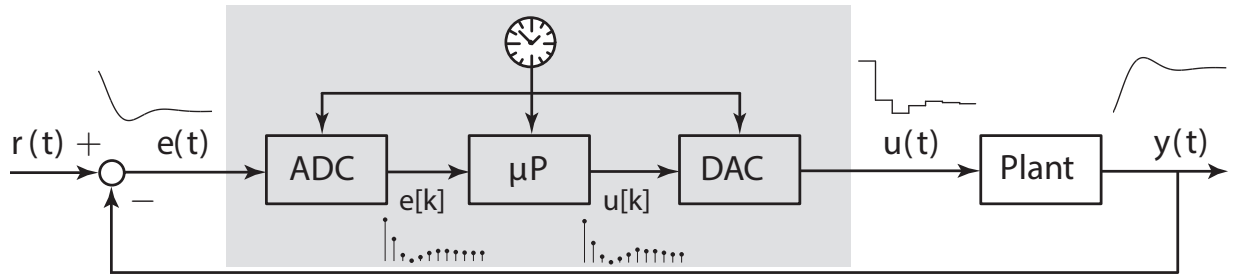 r(t) +
e(t)
ADC
μP
DAC
u(t)
Plant
y(t)
−
e[k]
u[k]